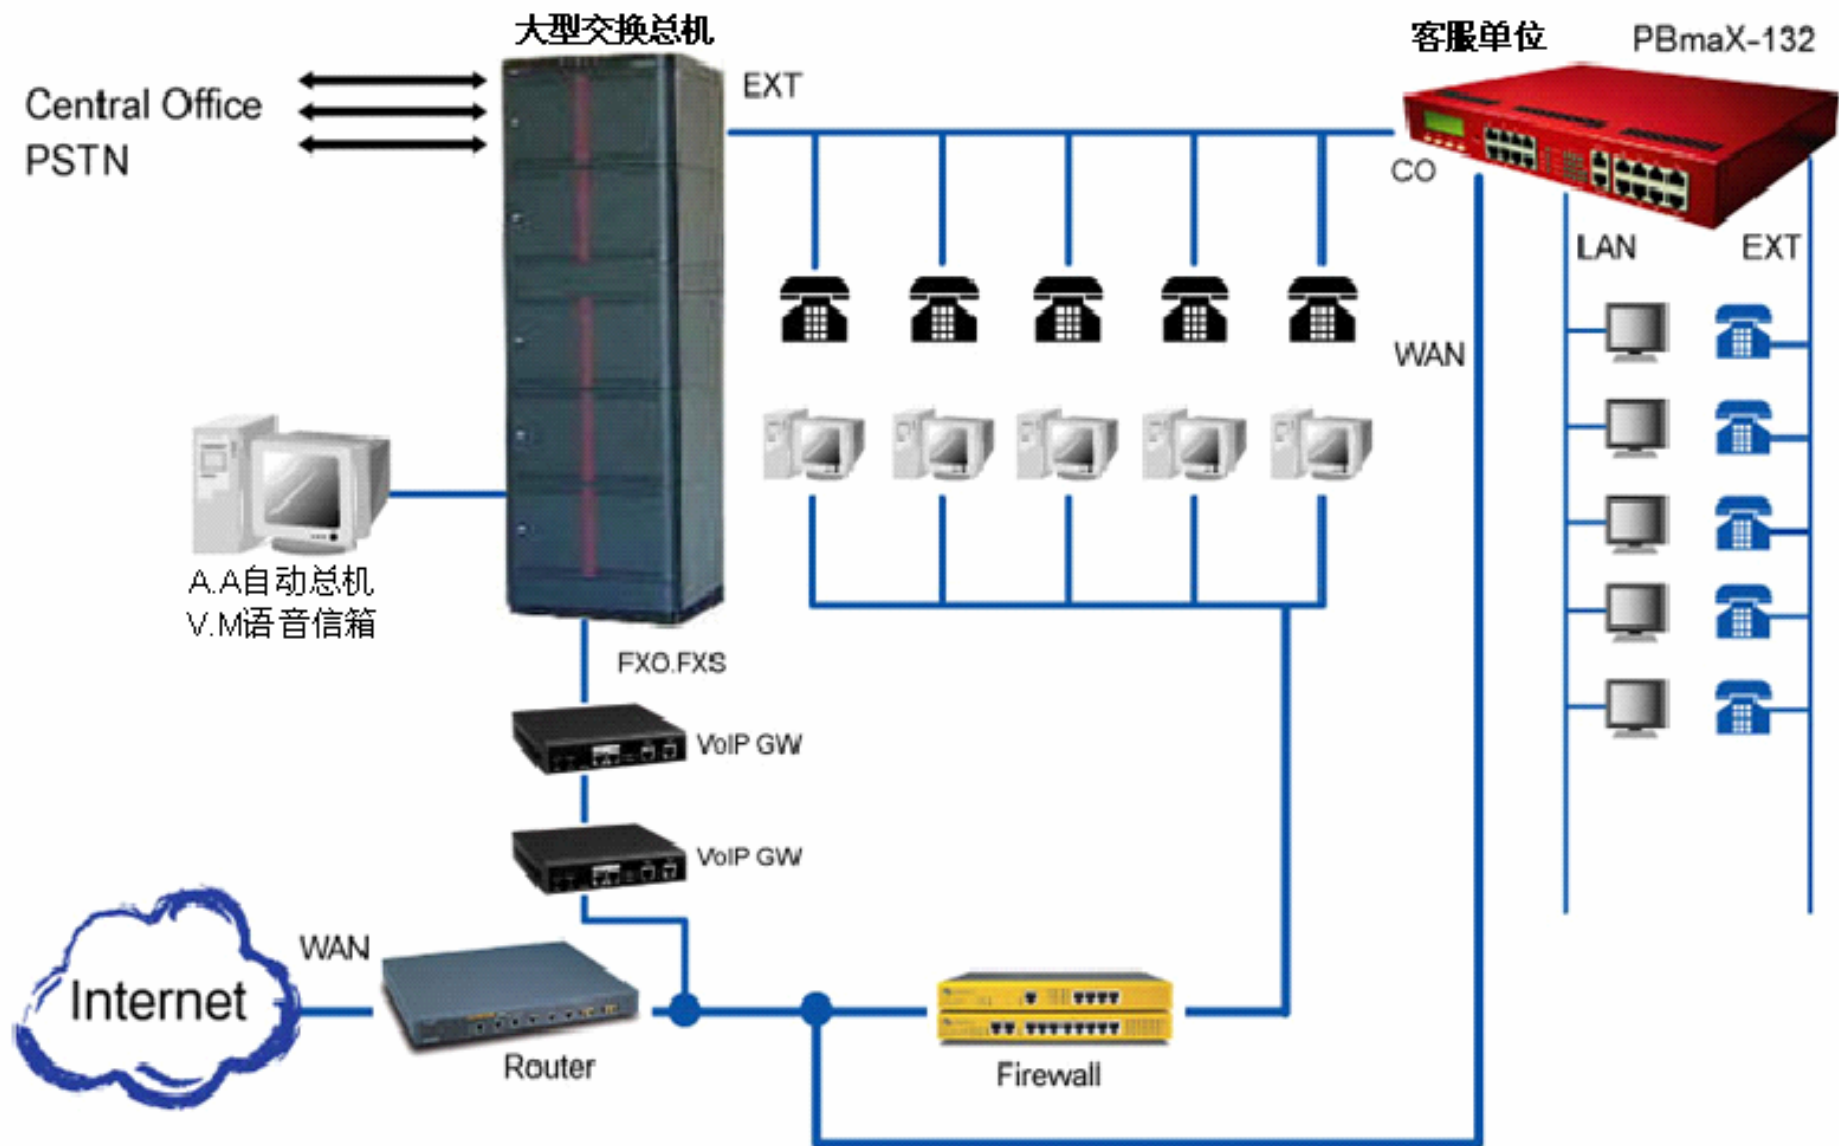 大型交换总机
客服单位
PBmaX-132
Central Office
PSTN
EXT
CO
LAN
EXT
WAN
A.A自动总机
V.M语音信箱
FXO.FXS
VoIP GW
VoIP GW
WAN
Internet
Router
Firewall